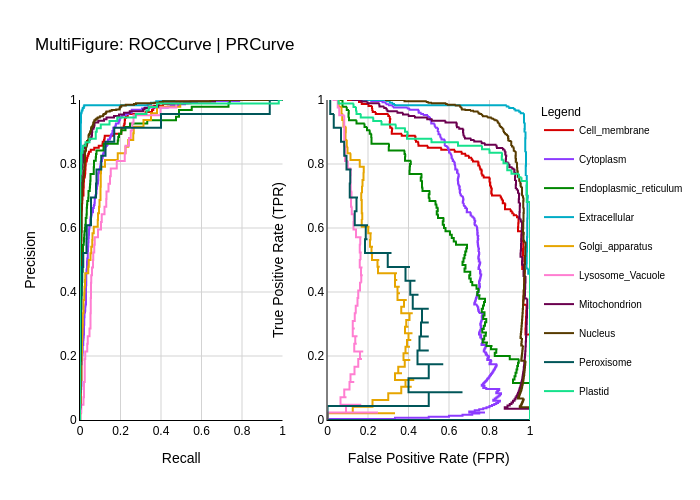 MultiFigure: ROCCurve | PRCurve
Precision
1
0.8
0.6
0.4
0.2
0
0 0.2 0.4 0.6 0.8 1
Recall
True Positive Rate (TPR)
1
0.8
0.6
0.4
0.2
0
0 0.2 0.4 0.6 0.8 1
False Positive Rate (FPR)
Legend
Cell_membrane
Cytoplasm
Endoplasmic_reticulum
Extracellular
Golgi_apparatus
Lysosome_Vacuole
Mitochondrion
Nucleus
Peroxisome
Plastid